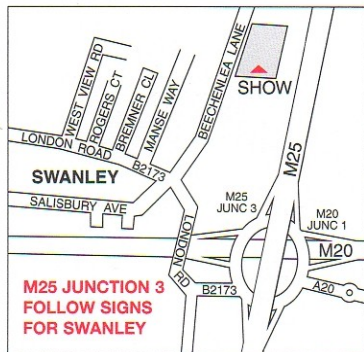 WEST VIEW RD
ROGERS CT
BREMNER CL
MANSE WAY
BEECHENLEA LANE
SHOW
LONDON ROAD
B2173
SWANLEY
SALISBURY AVE
LONDON RD
M25
M25
JUNC 3
M20
JUNC 1
M20
A20
B2173
M25 JUNCTION 3
FOLLOW SIGNS
FOR SWANLEY